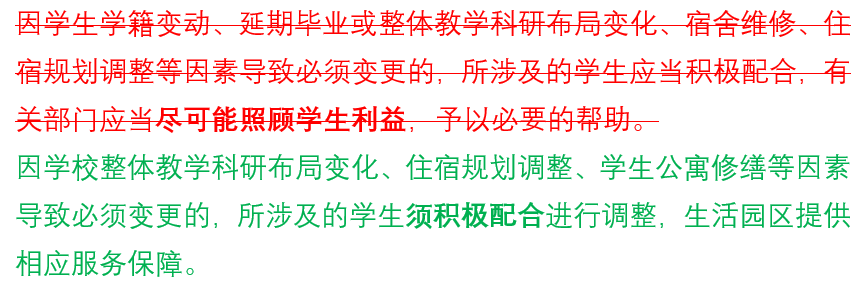 因学生学籍变动、延期毕业或整体教学科研布局变化、宿舍维修、住
宿规划调整等因素导致必须变更的，所涉及的学生应当积极配合，有
关部门应当尽可能照顾学生利益，予以必要的帮助。
因学校整体教学科研布局变化、住宿规划调整、学生公寓修缮等因素
导致必须变更的，所涉及的学生须积极配合进行调整，生活园区提供
相应服务保障。